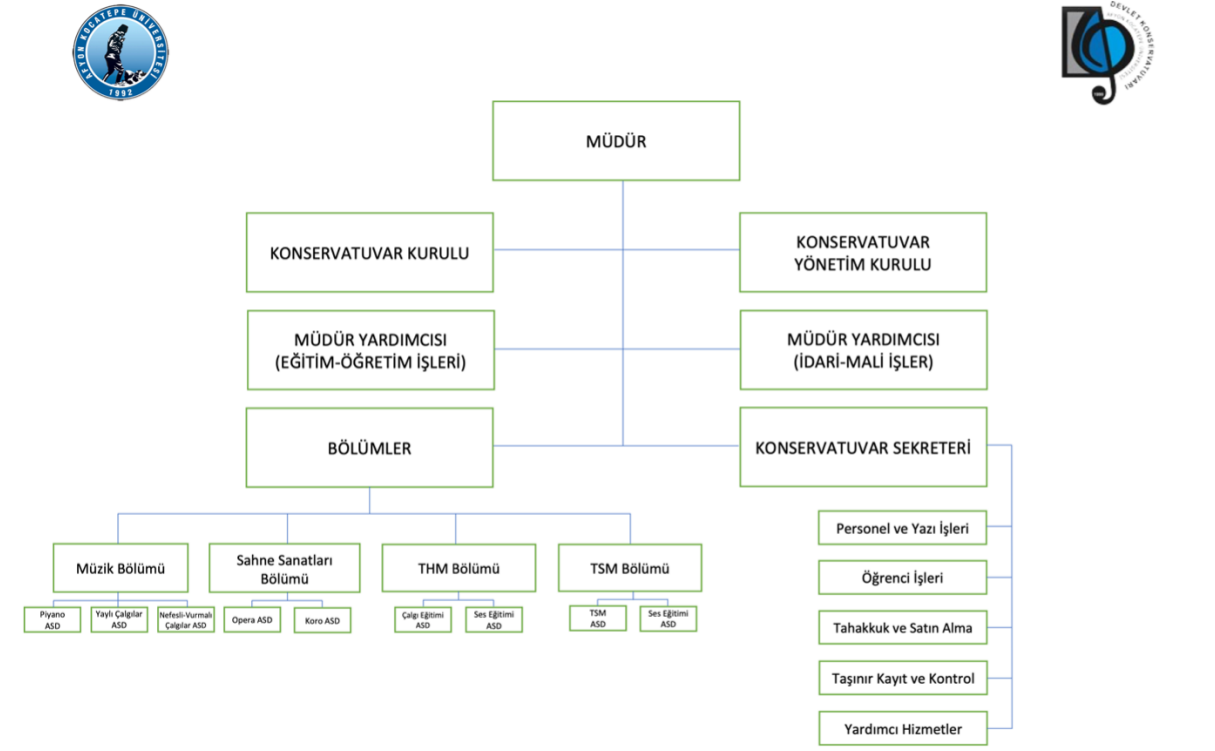 AFYON KOCATEPE ÜNİVERSİTESİ
1992
DEVLET KONSERVATUVARI
MÜDÜR
KONSERVATUVAR KURULU
KONSERVATUVAR
YÖNETİM KURULU
MÜDÜR YARDIMCISI
(EĞİTİM-ÖĞRETİM İŞLERİ)
MÜDÜR YARDIMCISI
(İDARİ-MALİ İŞLER)
BÖLÜMLER
KONSERVATUVAR SEKRETERİ
Müzik Bölümü
Sahne Sanatları
Bölümü
THM Bölümü
TSM Bölümü
Piyano
ASD
Yaylı Çalgılar
ASD
Nefesli-Vurmalı
Çalgılar ASD
Opera ASD
Koro ASD
Çalgı Eğitimi
ASD
Ses Eğitimi
ASD
TSM
ASD
Ses Eğitimi
ASD
Personel ve Yazı İşleri
Öğrenci İşleri
Tahakkuk ve Satın Alma
Taşınır Kayıt ve Kontrol
Yardımcı Hizmetler